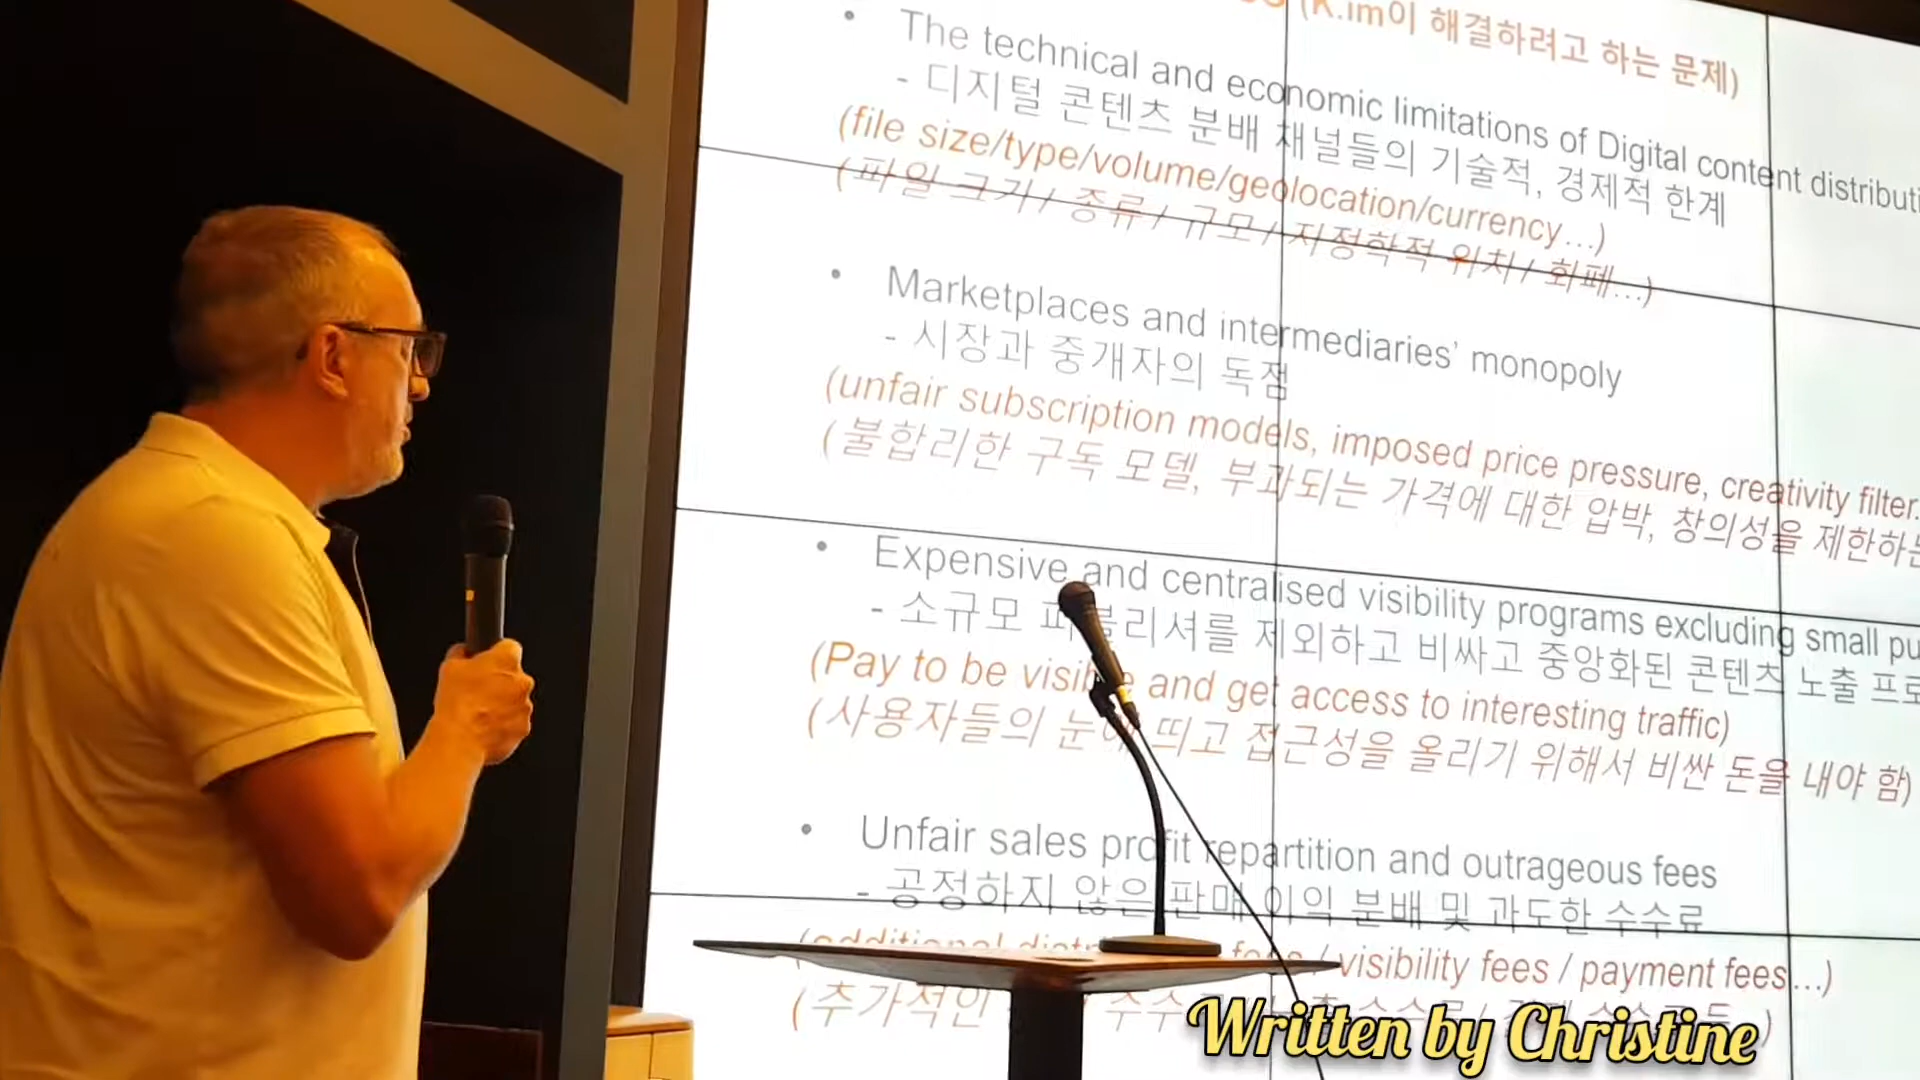 (K.im이 해결하려고 하는 문제)
• The technical and economic limitations of Digital content
- 디지털 콘텐츠 분배 채널들의 기술적, 경제적 한계
(file size/type/volume/geolocation/currency...)
(파일 크기 / 종류 / 규모 / 지정학적 위치 / 화폐...)
• Marketplaces and intermediaries' monopoly
- 시장과 중개자의 독점
(unfair subscription models, imposed price pressure, creativity filter.
(불합리한 구독 모델, 부과되는 가격에 대한 압박, 창의성을 제한하는
• Expensive and centralised visibility programs excluding small
- 소규모 퍼블리셔를 제외하고 비싸고 중앙화된 콘텐츠 노출
(Pay to be visible and get access to interesting traffic)
(사용자들의 눈에 띄고 접근성을 올리기 위해서 비싼 돈을 내야 함)
• Unfair sales profit repartition and outrageous fees
- 공정하지 않은 판매 이익 분배 및 과도한 수수료
(additional fees / visibility fees / payment fees...)
(추가적인
Written by Christine